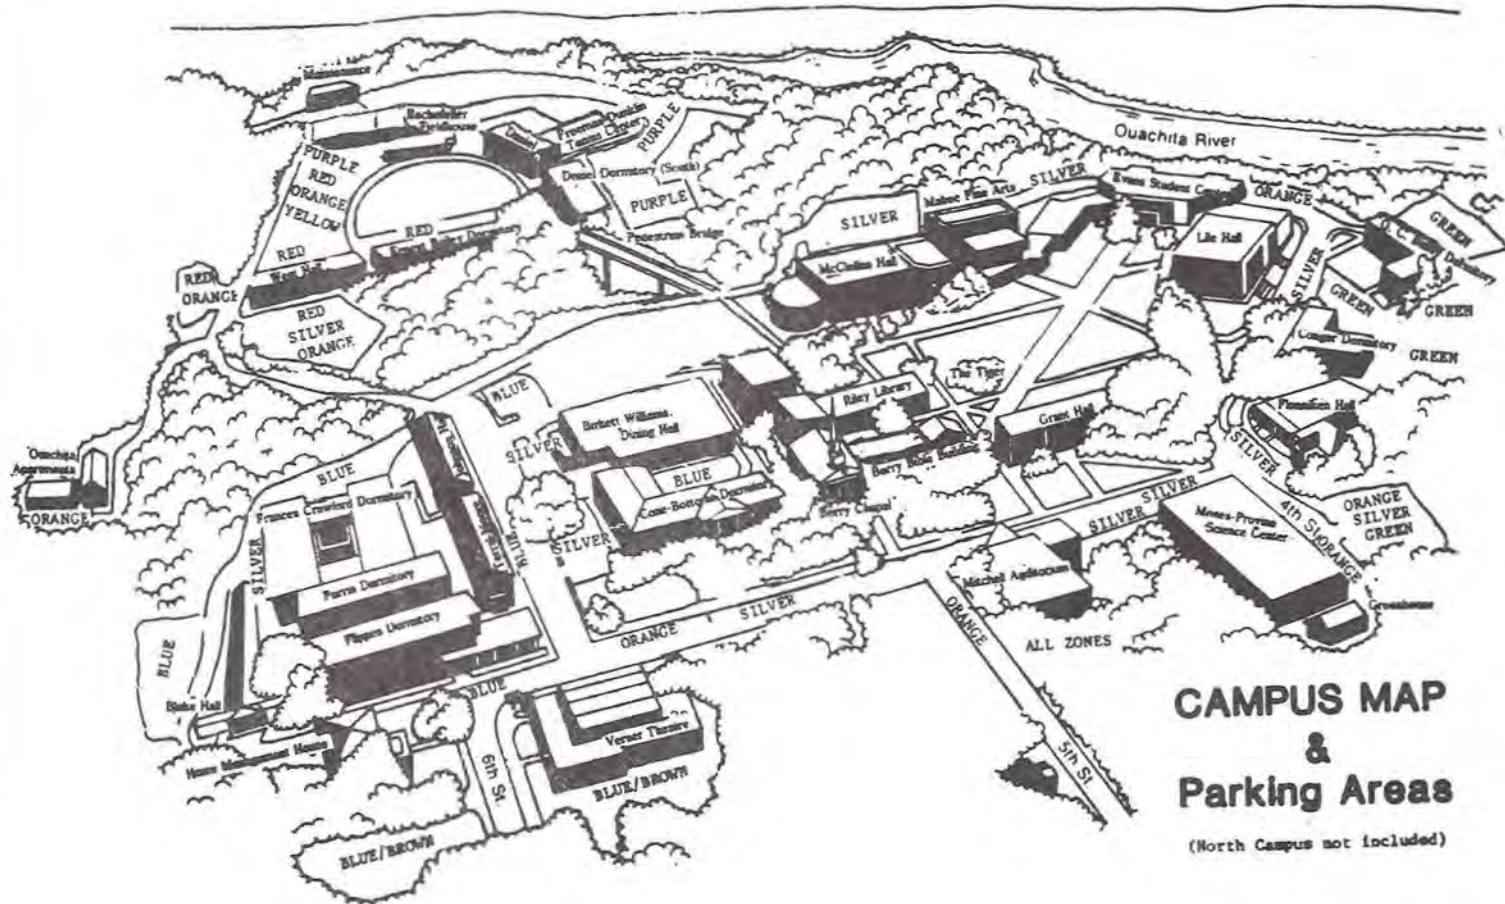 Maintenance
Fieldhouse
Tennis Center
PURPLE
Ouachita River
PURPLE
RED
ORANGE
YELLOW
Daniel Dormitory (South)
PURPLE
Pedestrian Bridge
RED
Ernest Bailey Dormitory
RED
West Hall
RED
ORANGE
RED
SILVER
ORANGE
SILVER
Mabee Fine Arts
SILVER
Evans Student Center
ORANGE
GREEN
Lile Hall
McClellan Hall
SILVER
GREEN
GREEN
Dormitory
Conger Dormitory
GREEN
BLUE
Birkett Williams
Dining Hall
SILVER
Riley Library
The Tiger
Grant Hall
Flenniken Hall
SILVER
Berry Bible Building
BLUE
Cone-Bottoms Dormitory
Berry Chapel
SILVER
Ouachita
Apartments
ORANGE
BLUE
Frances Crawford Dormitory
SILVER
BLUE
SILVER
SILVER
Moses-Provine
Science Center
4th St.
ORANGE
ORANGE
SILVER
GREEN
Greenhouse
Mitchell Auditorium
ALL ZONES
ORANGE
5th St.
Perrin Dormitory
Flippen Dormitory
ORANGE
SILVER
BLUE
BLUE
Blake Hall
Home Management House
6th St.
Verser Theatre
BLUE/BROWN
BLUE/BROWN
CAMPUS MAP
&
Parking Areas
(North Campus not included)